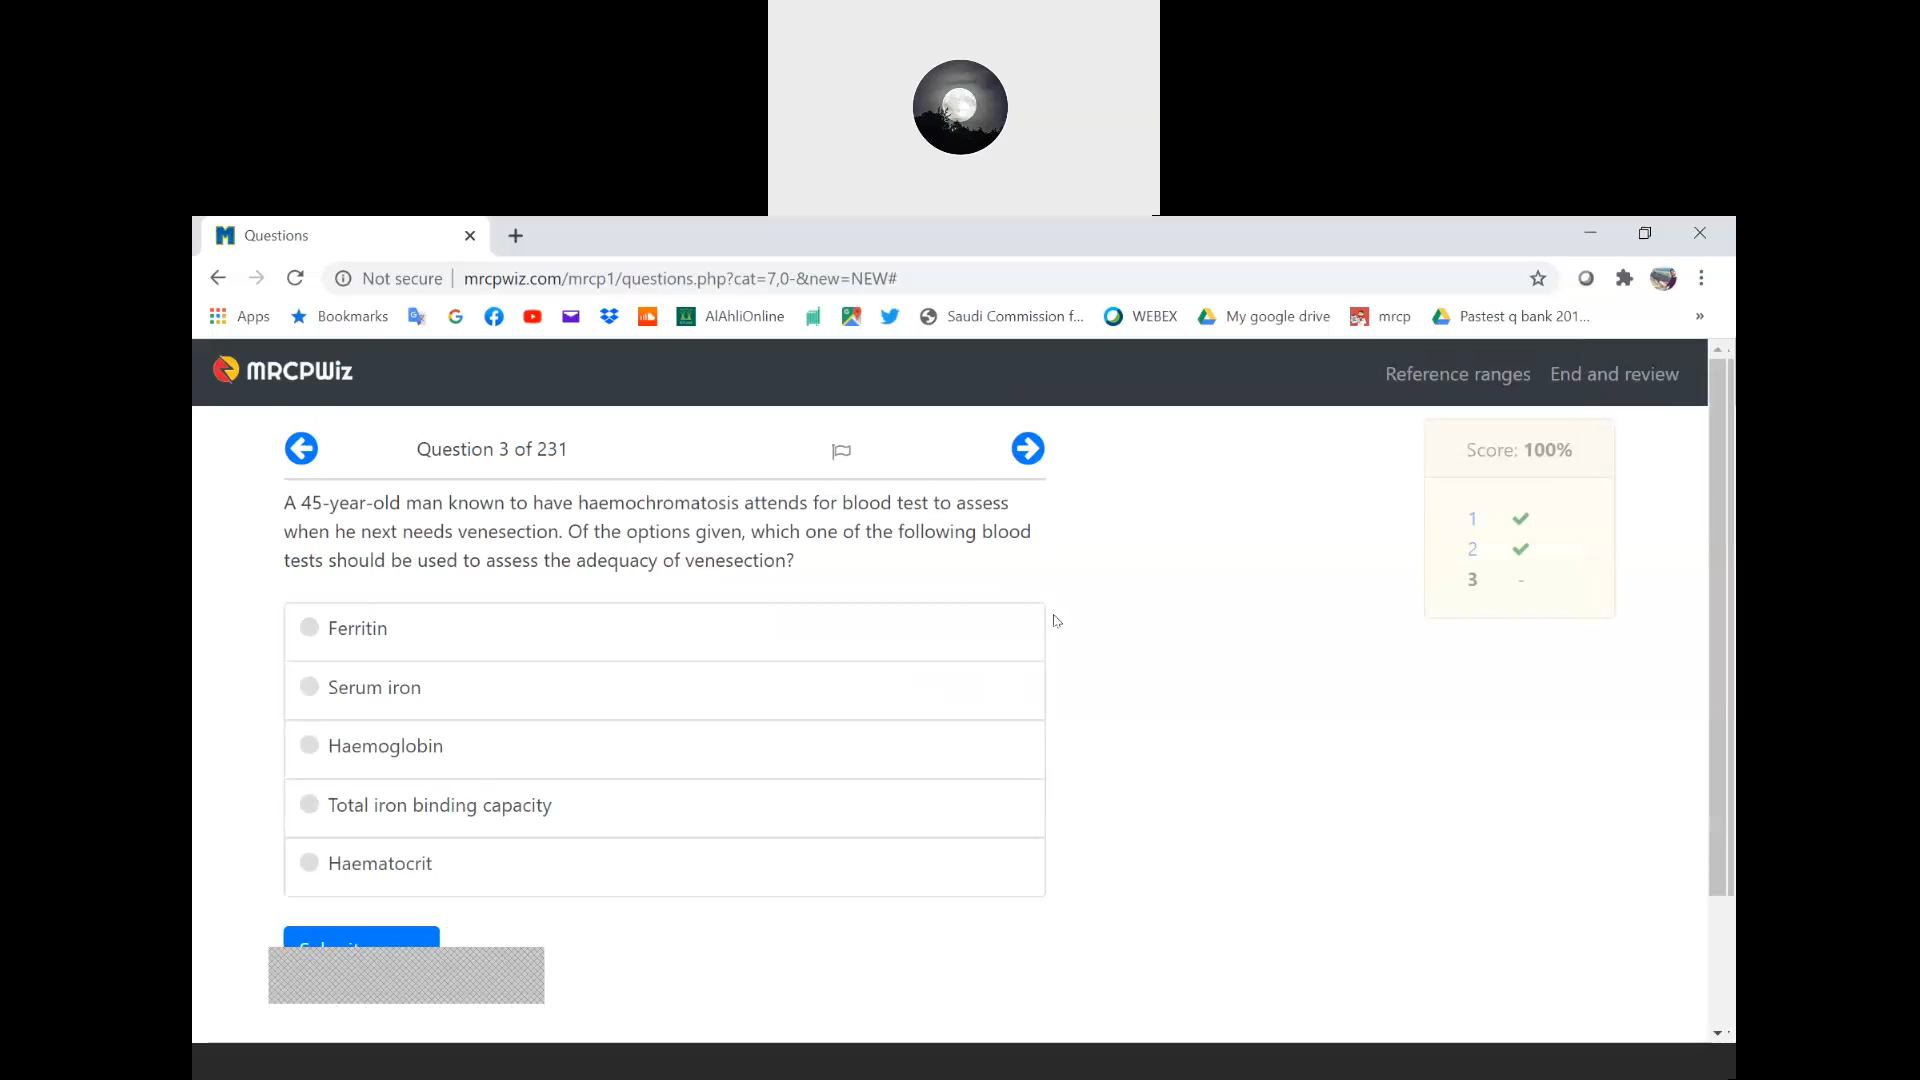 Questions
Not secure | mrcpwiz.com/mrcp1/questions.php?cat=7,0-&new=NEW#
Apps Bookmarks AlAhliOnline Saudi Commission f... WEBEX My google drive mrcp Pastest q bank 201... »
MRCPWiz Reference ranges End and review
Question 3 of 231
A 45-year-old man known to have haemochromatosis attends for blood test to assess
when he next needs venesection. Of the options given, which one of the following blood
tests should be used to assess the adequacy of venesection?
Ferritin
Serum iron
Haemoglobin
Total iron binding capacity
Haematocrit
Score: 100%
1
2
3 -